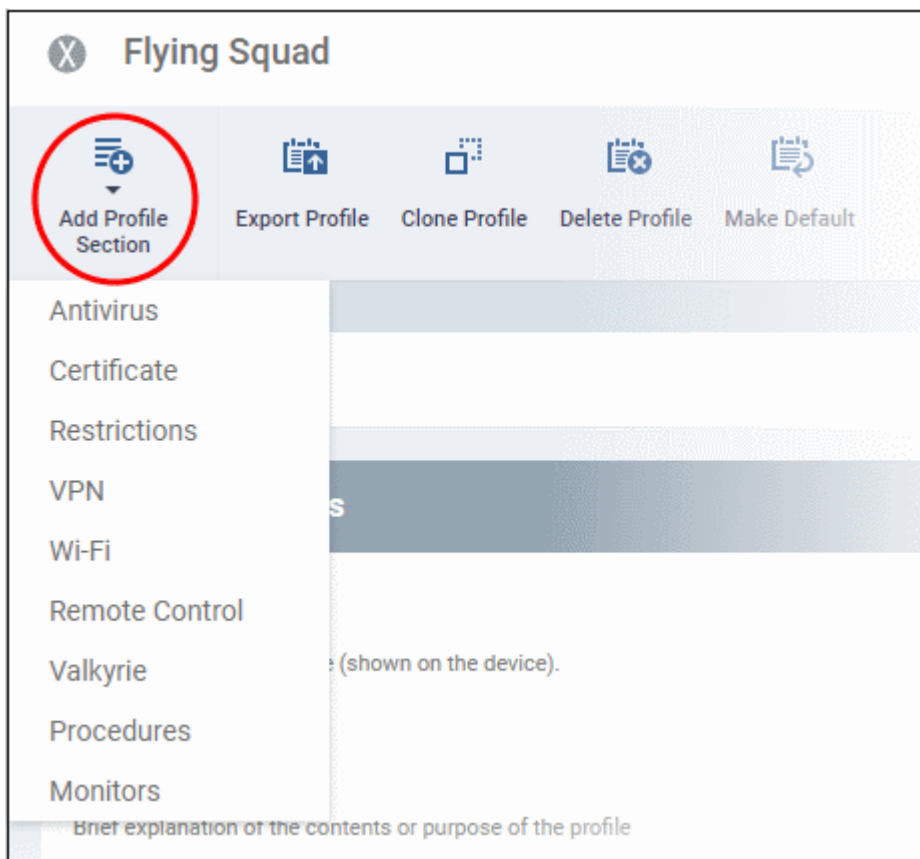 X Flying Squad
Add Profile Section
Export Profile
Clone Profile
Delete Profile
Make Default
Antivirus
Certificate
Restrictions
s
VPN
Wi-Fi
Remote Control
(shown on the device).
Valkyrie
Procedures
Monitors
Brief explanation of the contents or purpose of the profile